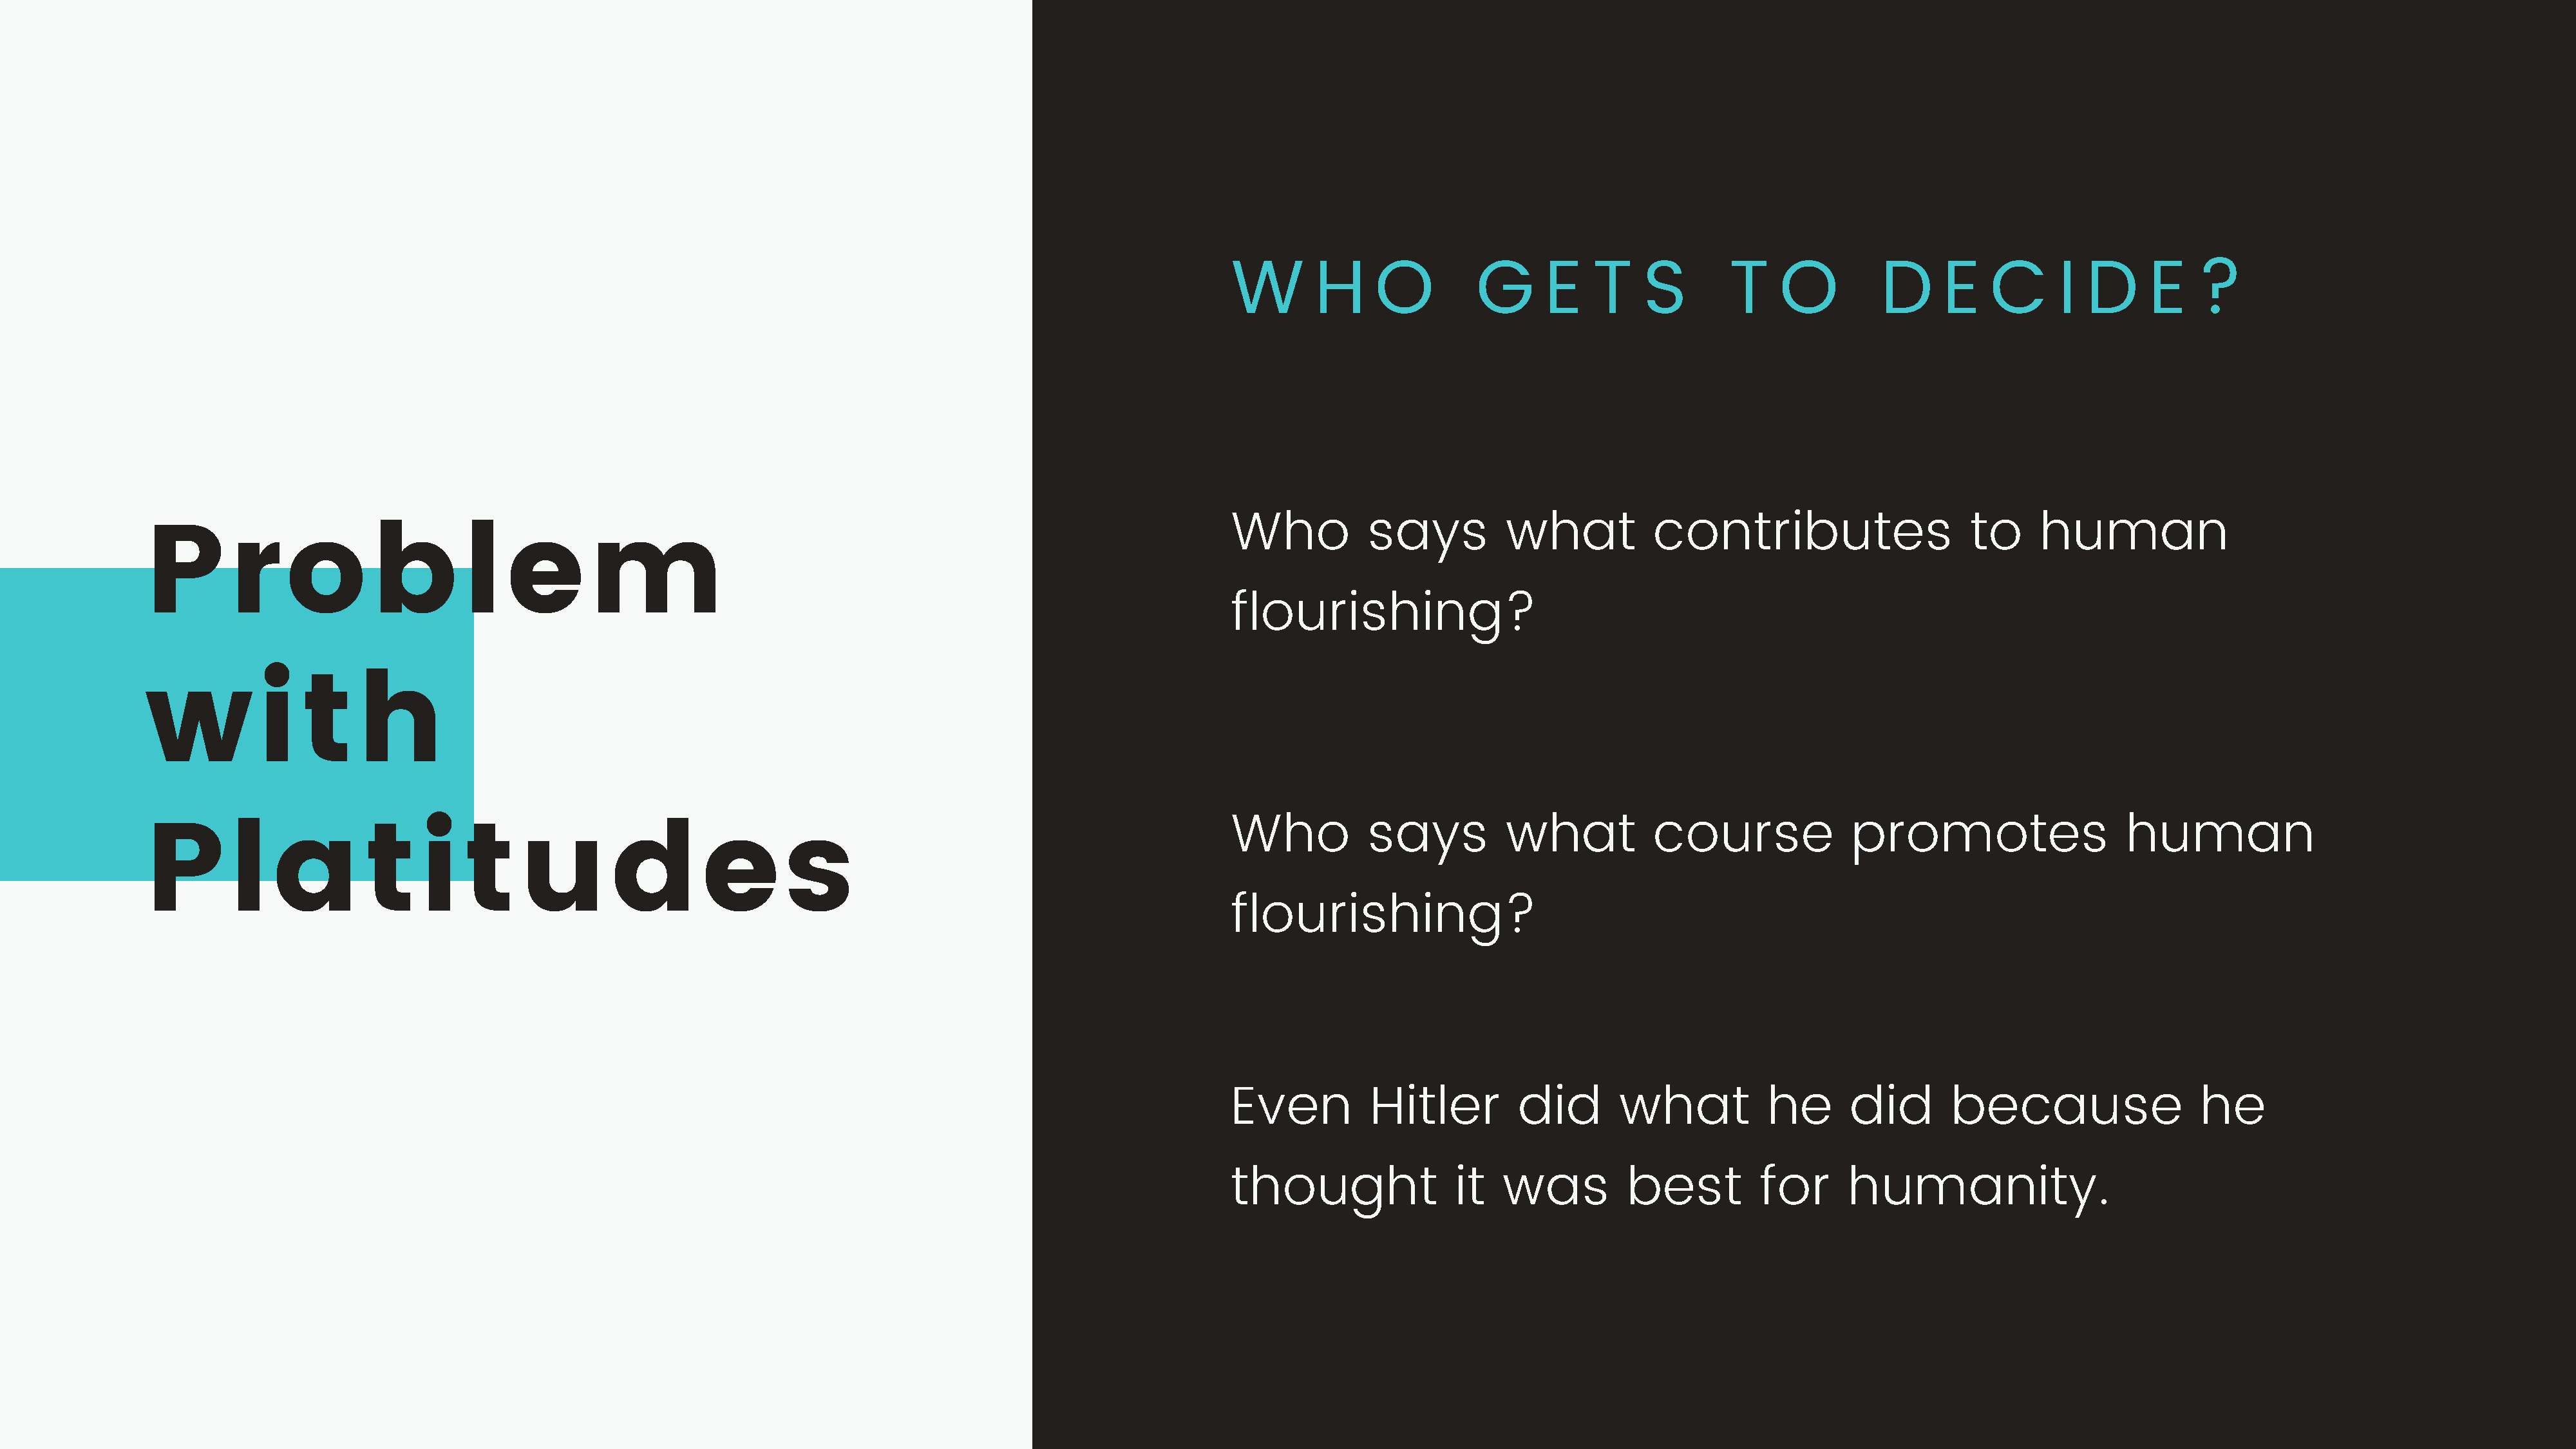 Problem
with
Platitudes
WHO GETS TO DECIDE?
Who says what contributes to human
flourishing?
Who says what course promotes human
flourishing?
Even Hitler did what he did because he
thought it was best for humanity.